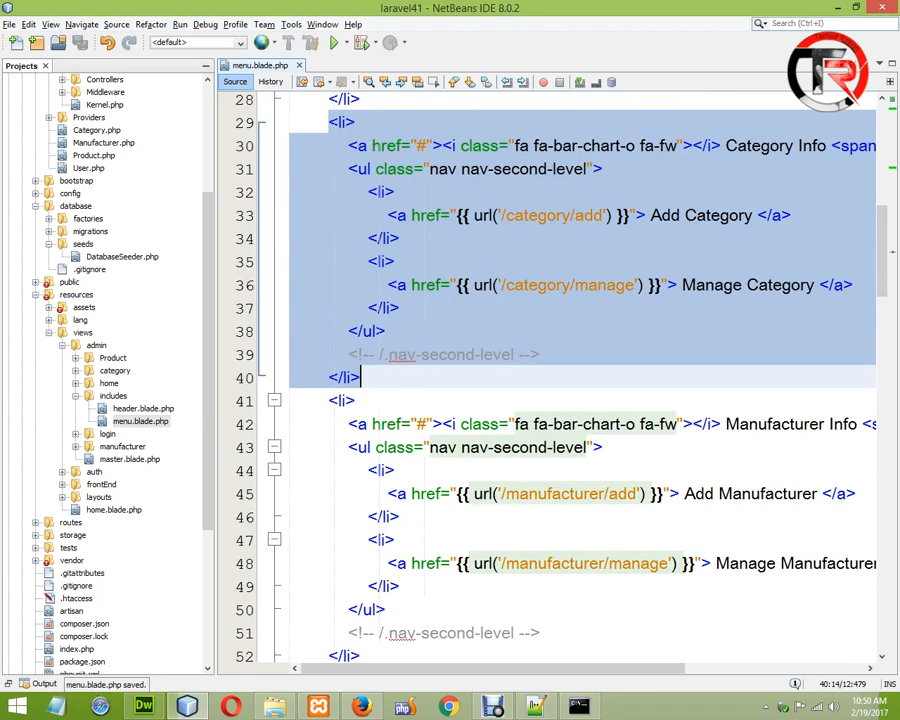 laravel41 - NetBeans IDE 8.0.2
File Edit View Navigate Source Refactor Run Debug Profile Team Tools Window Help
Search (Ctrl+I)
<default>
Projects
menu.blade.php
Source History
Controllers
Middleware
Kernel.php
Providers
Category.php
Manufacturer.php
Product.php
User.php
bootstrap
config
database
factories
migrations
seeds
DatabaseSeeder.php
.gitignore
public
resources
assets
lang
views
admin
Product
category
home
includes
header.blade.php
menu.blade.php
login
manufacturer
master.blade.php
auth
frontEnd
layouts
home.blade.php
routes
storage
tests
vendor
.gitattributes
.gitignore
.htaccess
artisan
composer.json
composer.lock
index.php
package.json
28 </li>
29 <li>
30 <a href="#"><i class="fa fa-bar-chart-o fa-fw"></i> Category Info <span
31 <ul class="nav nav-second-level">
32 <li>
33 <a href="{{ url('/category/add') }}"> Add Category </a>
34 </li>
35 <li>
36 <a href="{{ url('/category/manage') }}"> Manage Category </a>
37 </li>
38 </ul>
39 <!-- /.nav-second-level -->
40 </li>
41 <li>
42 <a href="#"><i class="fa fa-bar-chart-o fa-fw"></i> Manufacturer Info <s
43 <ul class="nav nav-second-level">
44 <li>
45 <a href="{{ url('/manufacturer/add') }}"> Add Manufacturer </a>
46 </li>
47 <li>
48 <a href="{{ url('/manufacturer/manage') }}"> Manage Manufacturer
49 </li>
50 </ul>
51 <!-- /.nav-second-level -->
52 </li>
Output
menu.blade.php saved.
40:14/12:479 INS
10:50 AM
2/19/2017